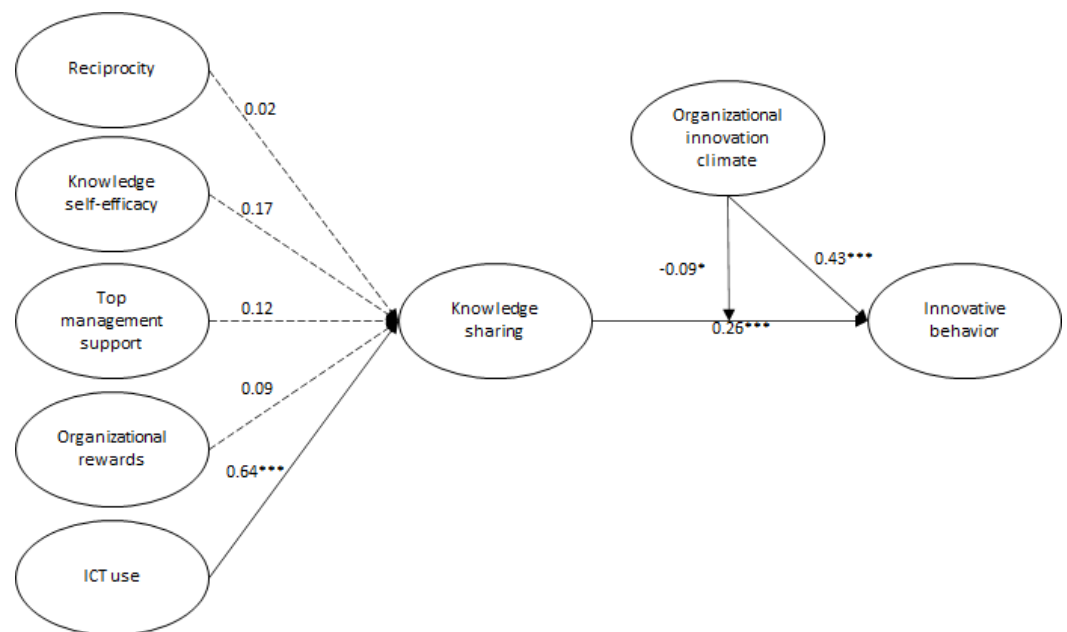 Reciprocity
0.02
Knowledge
self-efficacy
0.17
Top
management
support
0.12
Organizational
rewards
0.09
ICT use
0.64***
Knowledge
sharing
Organizational
innovation
climate
-0.09*
0.43***
0.26***
Innovative
behavior